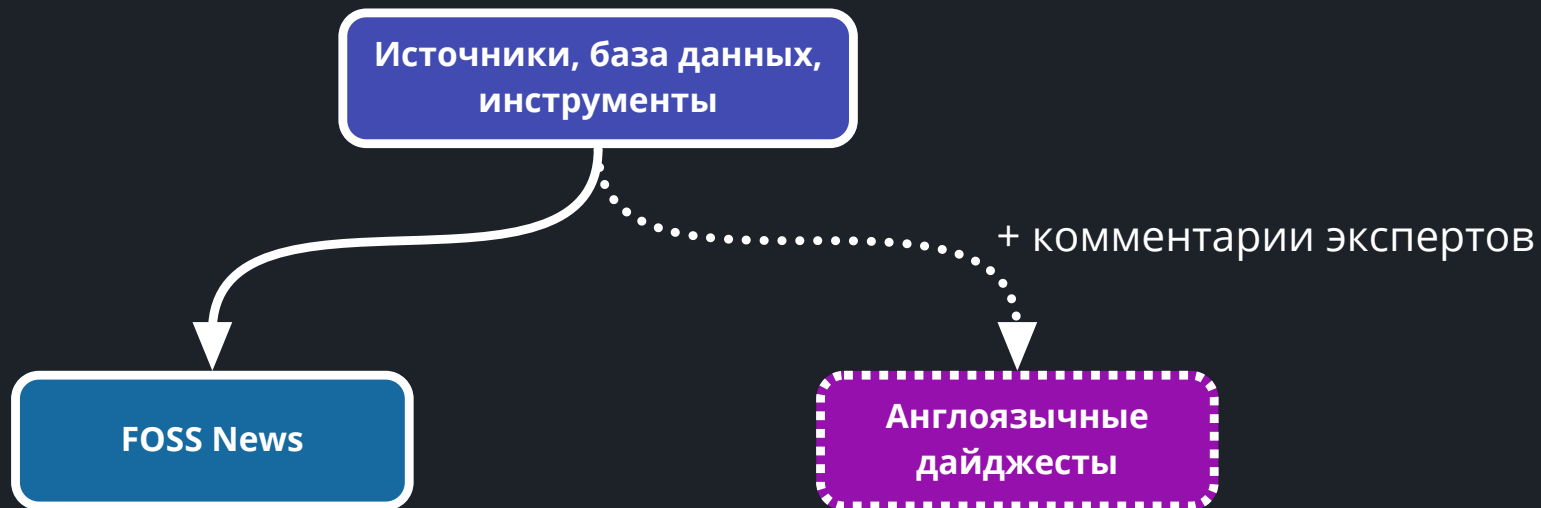 Источники, база данных,
инструменты
+ комментарии экспертов
FOSS News
Англоязычные
дайджесты